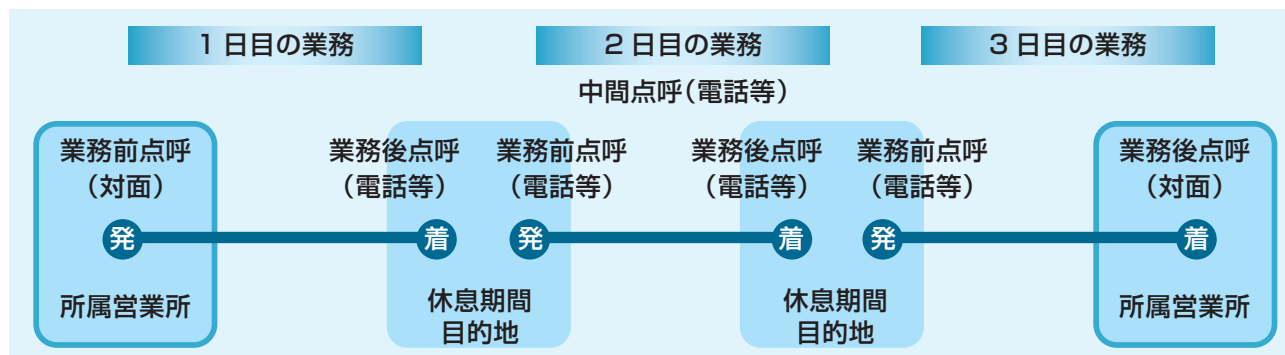 1日目の業務
2日目の業務
3日目の業務
中間点呼（電話等）
業務前点呼
（対面）
業務後点呼
（電話等）
業務前点呼
（電話等）
業務後点呼
（電話等）
業務前点呼
（電話等）
業務後点呼
（対面）
発
着
発
着
発
着
所属営業所
休息期間
目的地
休息期間
目的地
所属営業所